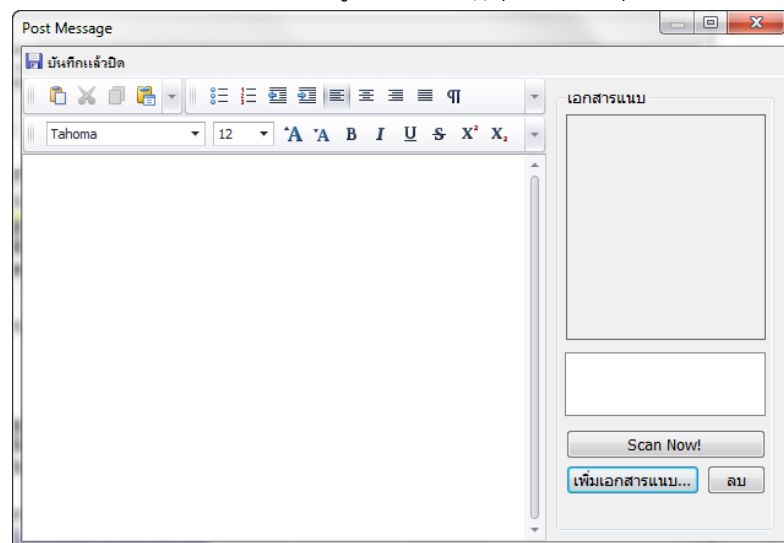 Post Message
บันทึกแล้วปิด
เอกสารแนบ
Tahoma 12 A A B I U S X² X₂
Scan Now!
เพิ่มเอกสารแนบ... ลบ